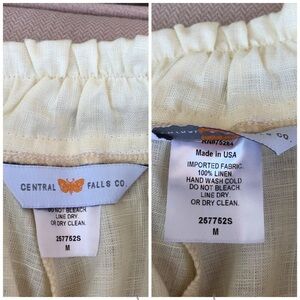 CENTRAL FALLS CO.
DO NOT BLEACH
LINE DRY
OR DRY CLEAN.
257752S
M
Made in USA
IMPORTED FABRIC.
100% LINEN.
HAND WASH COLD
DO NOT BLEACH
LINE DRY
OR DRY CLEAN.
257752S
M